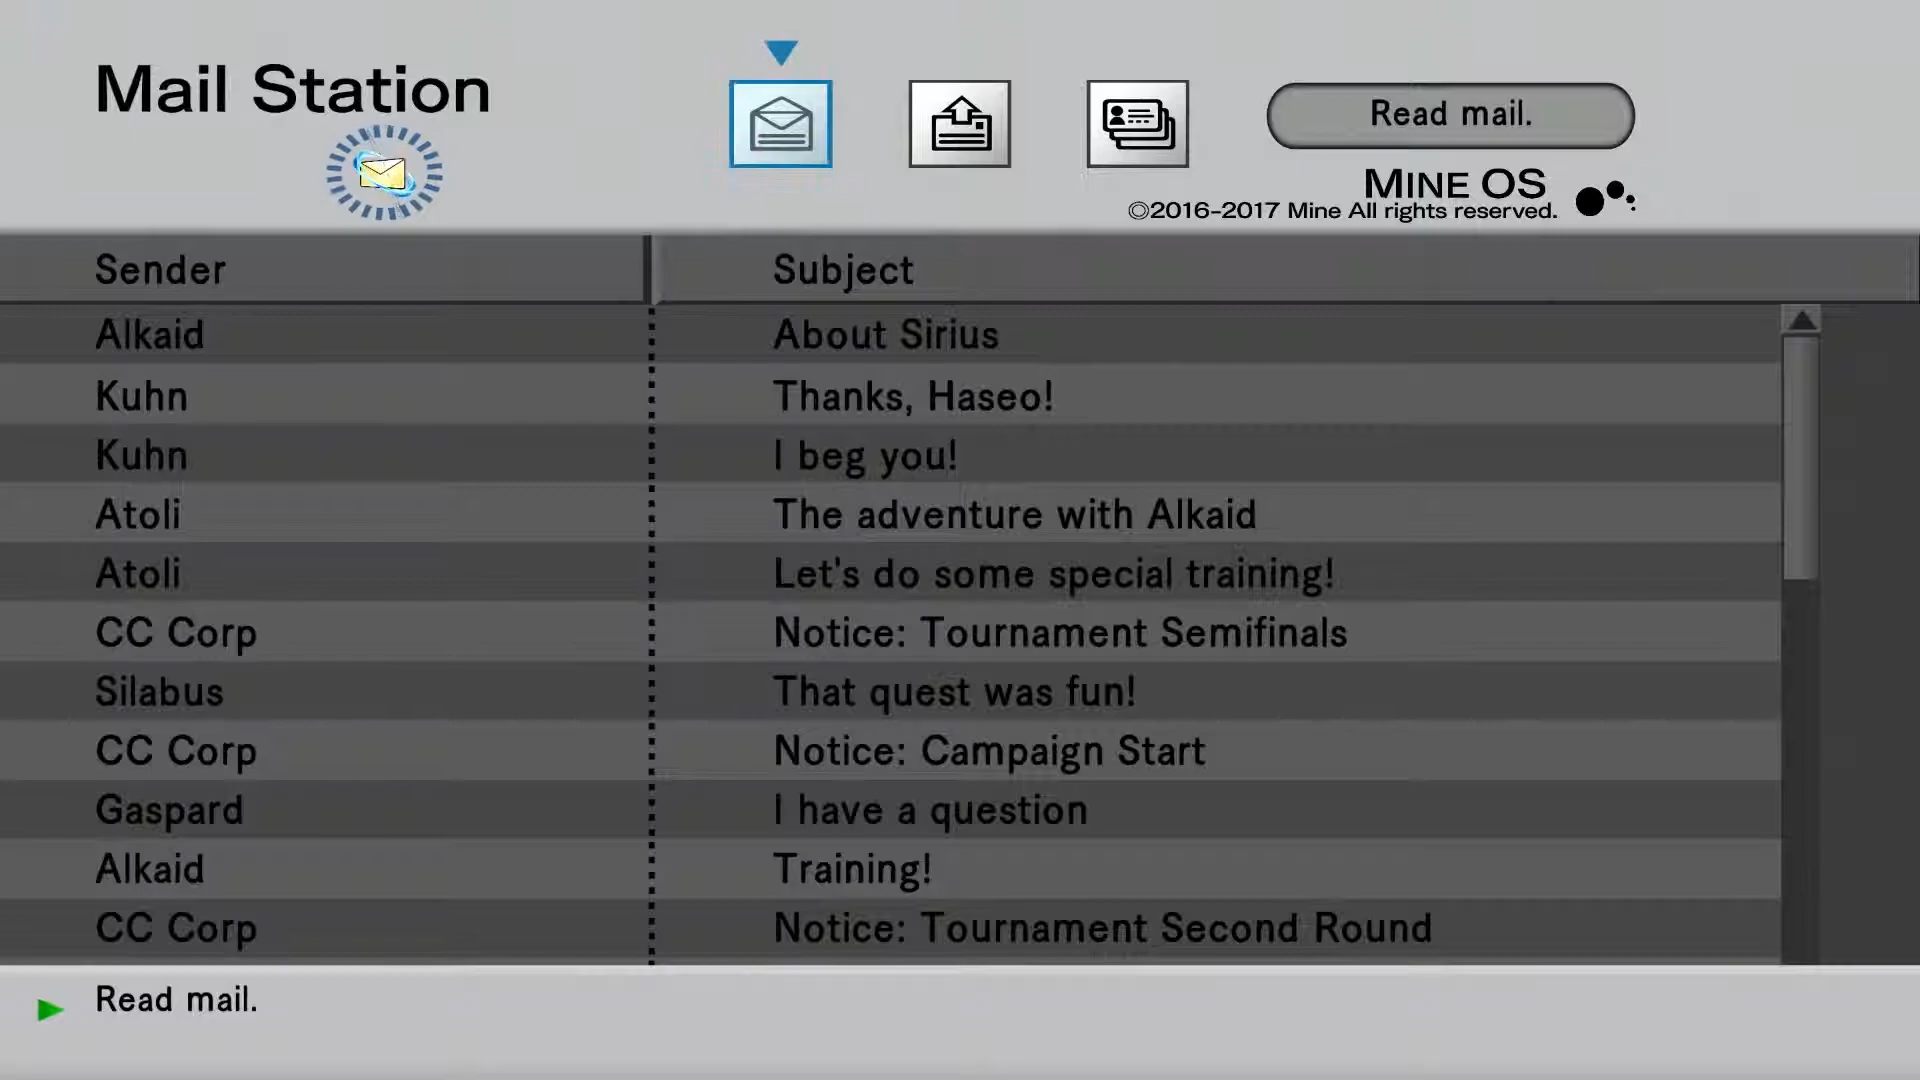 Mail Station
Read mail.
MINE OS
©2016-2017 Mine All rights reserved.
Sender Subject
Alkaid About Sirius
Kuhn Thanks, Haseo!
Kuhn I beg you!
Atoli The adventure with Alkaid
Atoli Let's do some special training!
CC Corp Notice: Tournament Semifinals
Silabus That quest was fun!
CC Corp Notice: Campaign Start
Gaspard I have a question
Alkaid Training!
CC Corp Notice: Tournament Second Round
Read mail.